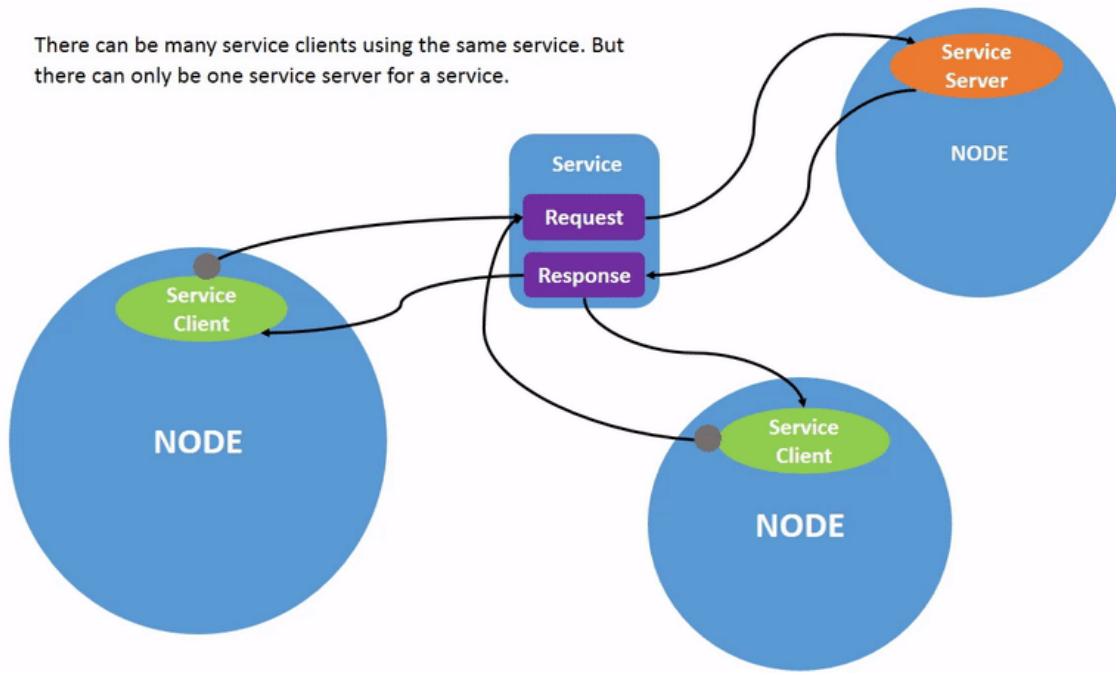 There can be many service clients using the same service. But
there can only be one service server for a service.
Service
Server
NODE
Service
Request
Response
Service
Client
NODE
Service
Client
NODE